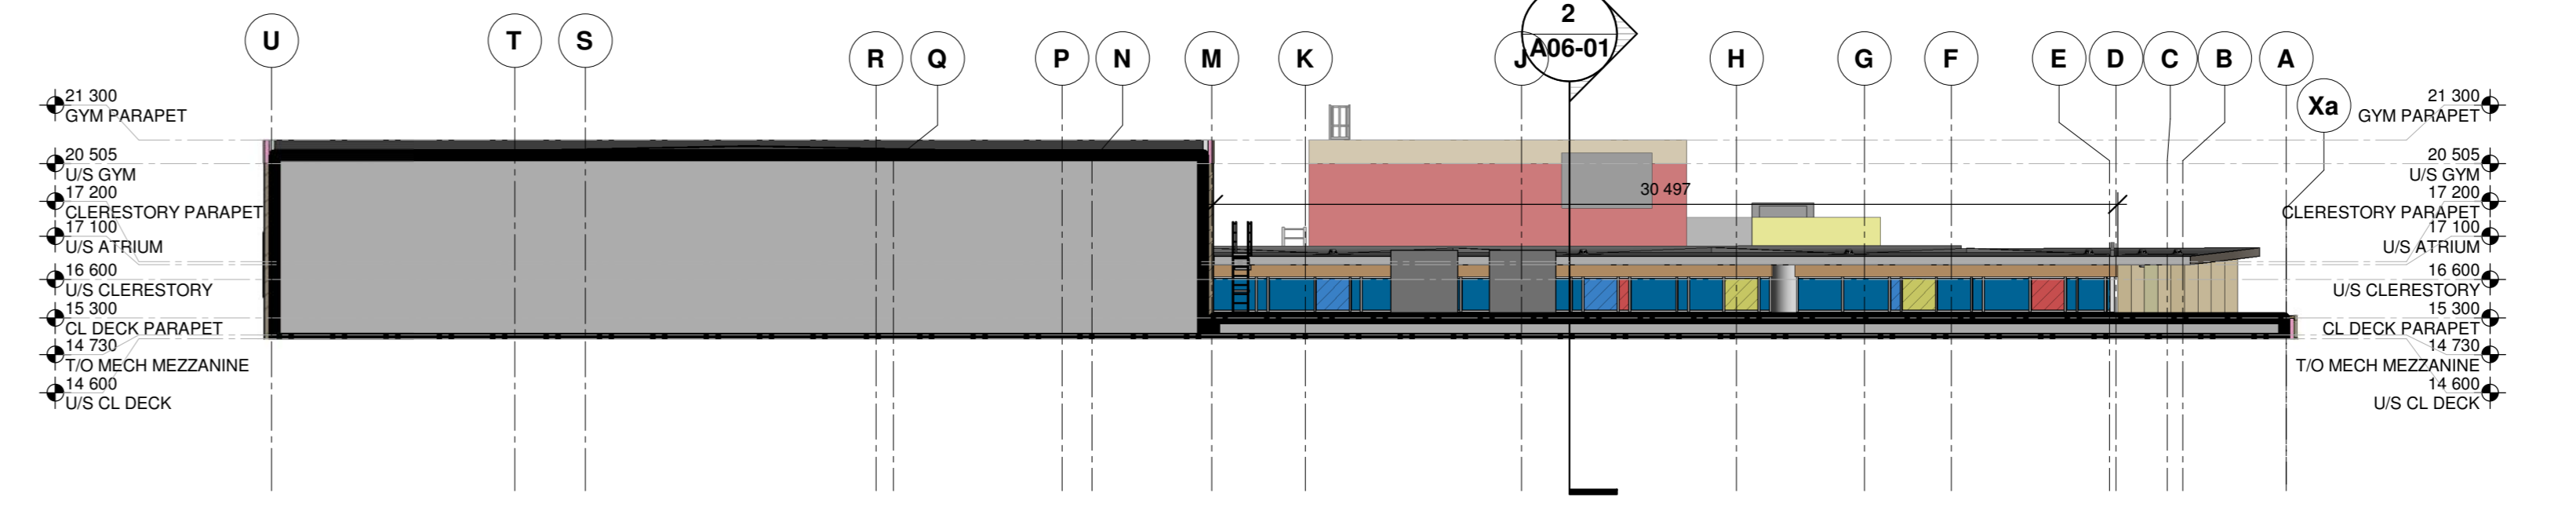 2
A06-01
U
T
S
R
Q
P
N
M
K
J
H
G
F
E
D
C
B
A
Xa
21 300
GYM PARAPET
20 505
U/S GYM
17 200
CLERESTORY PARAPET
17 100
U/S ATRIUM
16 600
U/S CLERESTORY
15 300
CL DECK PARAPET
14 730
T/O MECH MEZZANINE
14 600
U/S CL DECK
30 497
21 300
GYM PARAPET
20 505
U/S GYM
17 200
CLERESTORY PARAPET
17 100
U/S ATRIUM
16 600
U/S CLERESTORY
15 300
CL DECK PARAPET
14 730
T/O MECH MEZZANINE
14 600
U/S CL DECK